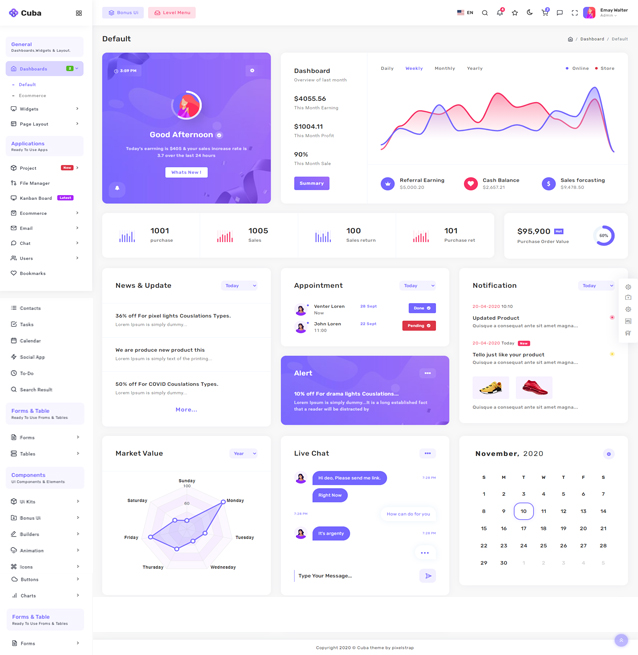 Cuba
Bonus Ui
Level Menu
EN
Emay Walter
Admin
General
Dashboards,Widgets & Layout.
Dashboards
Default
Ecommerce
Widgets
Page Layout
Applications
Ready To Use Apps
Project
New
File Manager
Kanban Board
Latest
Ecommerce
Email
Chat
Users
Bookmarks
Contacts
Tasks
Calendar
Social App
To-Do
Search Result
Forms & Table
Ready To Use Froms & Tables
Forms
Tables
Components
UI Components & Elements
Ui Kits
Bonus Ui
Builders
Animation
Icons
Buttons
Charts
Forms & Table
Ready To Use Froms & Tables
Forms
Default
/ Dashboard / Default
3:09 PM
Good Afternoon
Today's earning is $405 & your sales increase rate is
3.7 over the last 24 hours
Whats New !
Dashboard
Overview of last month
$4055.56
This Month Earning
$1004.11
This Month Profit
90%
This Month Sale
Summary
Daily
Weekly
Monthly
Yearly
Online
Store
Referral Earning
$5,000.20
Cash Balance
$2,657.21
Sales forcasting
$9,478.50
1001
purchase
1005
Sales
100
Sales return
101
Purchase ret
$95,900
Purchase Order Value
60%
News & Update
Today
36% off For pixel lights Couslations Types.
Lorem Ipsum is simply dummy...
We are produce new product this
Lorem Ipsum is simply text of the printing...
50% off For COVID Couslations Types.
Lorem Ipsum is simply dummy...
More...
Appointment
Today
Venter Loren
Now
28 Sept
Done
John Loren
11:00
22 Sept
Pending
Alert
10% off For drama lights Couslations...
Lorem Ipsum is simply dummy...It is a long established fact
that a reader will be distracted by
Notification
Today
20-04-2020 10:10
Updated Product
Quisque a consequat ante sit amet magna...
20-04-2020 Today
New
Tello just like your product
Quisque a consequat ante sit amet magna...
Quisque a consequat ante sit amet magna...
Market Value
Year
Sunday
Monday
Tuesday
Wednesday
Thursday
Friday
Saturday
100
80
Live Chat
Hi deo, Please send me link.
7:28 PM
Right Now
7:28 PM
How can do for you
It's argenty
7:28 PM
Type Your Message...
November, 2020
S M T W T F S
1 2 3 4 5 6 7
8 9 10 11 12 13 14
15 16 17 18 19 20 21
22 23 24 25 26 27 28
29 30 1 2 3 4 5
Copyright 2020 © Cuba theme by pixelstrap